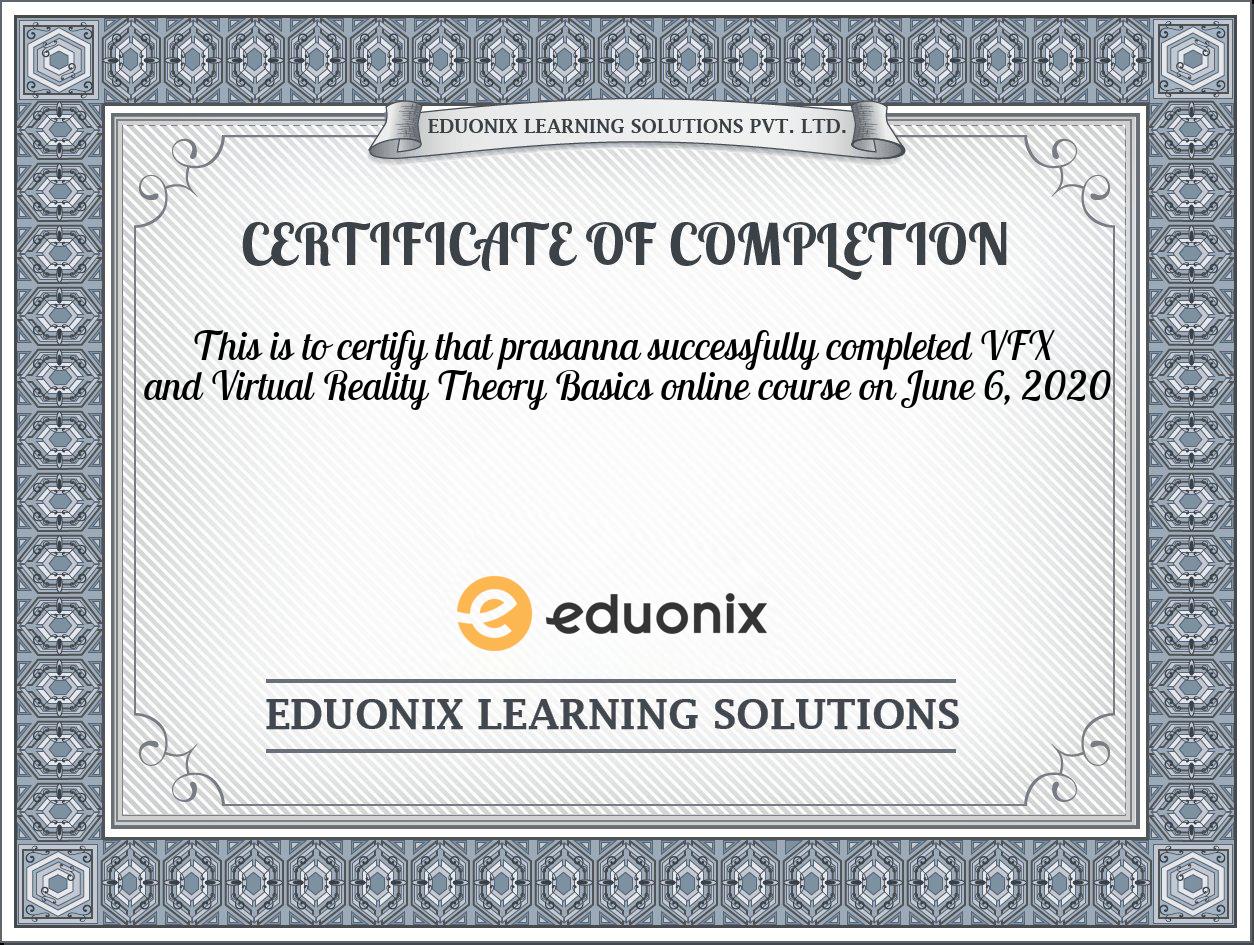 EDUONIX LEARNING SOLUTIONS PVT. LTD.
CERTIFICATE OF COMPLETION
This is to certify that prasanna successfully completed VFX
and Virtual Reality Theory Basics online course on June 6, 2020
e eduonix
EDUONIX LEARNING SOLUTIONS